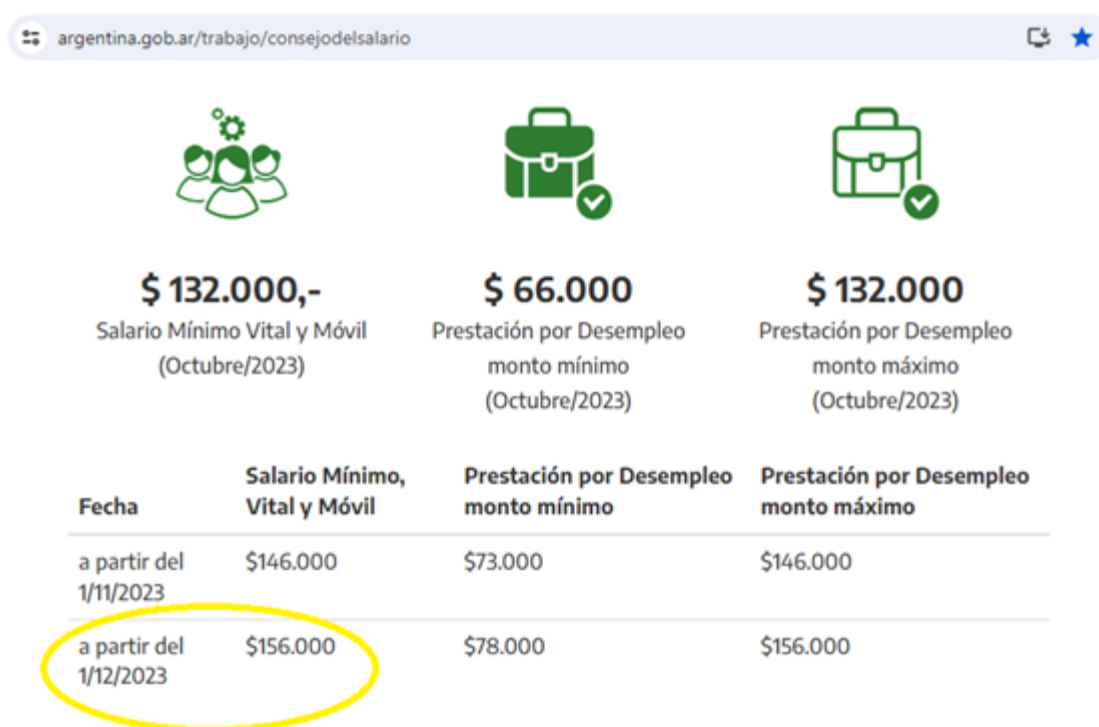 argentina.gob.ar/trabajo/consejodelsalario
$ 132.000,-
Salario Mínimo Vital y Móvil
(Octubre/2023)
$ 66.000
Prestación por Desempleo
monto mínimo
(Octubre/2023)
$ 132.000
Prestación por Desempleo
monto máximo
(Octubre/2023)
Fecha
Salario Mínimo,
Vital y Móvil
Prestación por Desempleo
monto mínimo
Prestación por Desempleo
monto máximo
a partir del
1/11/2023
$146.000
$73.000
$146.000
a partir del
1/12/2023
$156.000
$78.000
$156.000